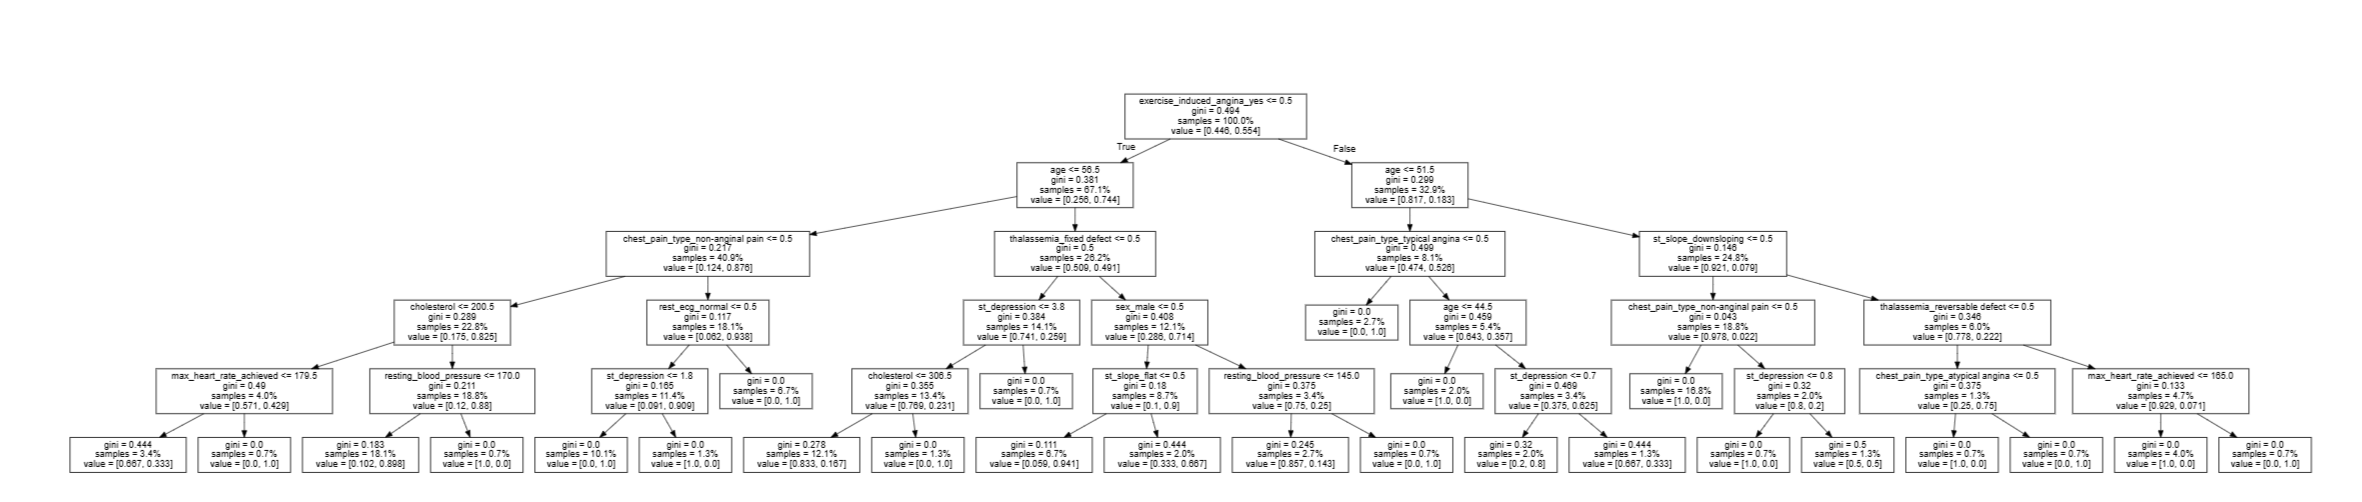 exercise_induced_angina_yes <= 0.5
gini = 0.494
samples = 100.0%
value = [0.446, 0.554]
True
False
age <= 56.5
gini = 0.381
samples = 67.1%
value = [0.256, 0.744]
age <= 51.5
gini = 0.299
samples = 32.9%
value = [0.817, 0.183]
chest_pain_type_non-anginal pain <= 0.5
gini = 0.217
samples = 40.9%
value = [0.124, 0.876]
thalassemia_fixed defect <= 0.5
gini = 0.5
samples = 26.2%
value = [0.509, 0.491]
chest_pain_type_typical angina <= 0.5
gini = 0.499
samples = 8.1%
value = [0.474, 0.526]
st_slope_downsloping <= 0.5
gini = 0.146
samples = 24.8%
value = [0.921, 0.079]
cholesterol <= 200.5
gini = 0.289
samples = 22.8%
value = [0.175, 0.825]
rest_ecg_normal <= 0.5
gini = 0.117
samples = 18.1%
value = [0.062, 0.938]
st_depression <= 3.8
gini = 0.384
samples = 14.1%
value = [0.741, 0.259]
sex_male <= 0.5
gini = 0.408
samples = 12.1%
value = [0.286, 0.714]
gini = 0.0
samples = 2.7%
value = [0.0, 1.0]
age <= 44.5
gini = 0.459
samples = 5.4%
value = [0.643, 0.357]
chest_pain_type_non-anginal pain <= 0.5
gini = 0.043
samples = 18.8%
value = [0.978, 0.022]
thalassemia_reversable defect <= 0.5
gini = 0.346
samples = 6.0%
value = [0.778, 0.222]
max_heart_rate_achieved <= 179.5
gini = 0.49
samples = 4.0%
value = [0.571, 0.429]
resting_blood_pressure <= 170.0
gini = 0.211
samples = 18.8%
value = [0.12, 0.88]
st_depression <= 1.8
gini = 0.165
samples = 11.4%
value = [0.091, 0.909]
gini = 0.0
samples = 6.7%
value = [0.0, 1.0]
cholesterol <= 306.5
gini = 0.355
samples = 13.4%
value = [0.769, 0.231]
gini = 0.0
samples = 0.7%
value = [0.0, 1.0]
st_slope_flat <= 0.5
gini = 0.18
samples = 8.7%
value = [0.1, 0.9]
resting_blood_pressure <= 145.0
gini = 0.375
samples = 3.4%
value = [0.75, 0.25]
gini = 0.0
samples = 2.0%
value = [1.0, 0.0]
st_depression <= 0.7
gini = 0.469
samples = 3.4%
value = [0.375, 0.625]
gini = 0.0
samples = 16.8%
value = [1.0, 0.0]
st_depression <= 0.8
gini = 0.32
samples = 2.0%
value = [0.8, 0.2]
chest_pain_type_atypical angina <= 0.5
gini = 0.375
samples = 1.3%
value = [0.25, 0.75]
max_heart_rate_achieved <= 165.0
gini = 0.133
samples = 4.7%
value = [0.929, 0.071]
gini = 0.444
samples = 3.4%
value = [0.667, 0.333]
gini = 0.0
samples = 0.7%
value = [0.0, 1.0]
gini = 0.183
samples = 18.1%
value = [0.102, 0.898]
gini = 0.0
samples = 0.7%
value = [1.0, 0.0]
gini = 0.0
samples = 10.1%
value = [0.0, 1.0]
gini = 0.0
samples = 1.3%
value = [1.0, 0.0]
gini = 0.278
samples = 12.1%
value = [0.833, 0.167]
gini = 0.0
samples = 1.3%
value = [0.0, 1.0]
gini = 0.111
samples = 6.7%
value = [0.059, 0.941]
gini = 0.444
samples = 2.0%
value = [0.333, 0.667]
gini = 0.245
samples = 2.7%
value = [0.857, 0.143]
gini = 0.0
samples = 0.7%
value = [0.0, 1.0]
gini = 0.32
samples = 2.0%
value = [0.2, 0.8]
gini = 0.444
samples = 1.3%
value = [0.667, 0.333]
gini = 0.0
samples = 0.7%
value = [1.0, 0.0]
gini = 0.5
samples = 1.3%
value = [0.5, 0.5]
gini = 0.0
samples = 0.7%
value = [1.0, 0.0]
gini = 0.0
samples = 0.7%
value = [0.0, 1.0]
gini = 0.0
samples = 4.0%
value = [1.0, 0.0]
gini = 0.0
samples = 0.7%
value = [0.0, 1.0]